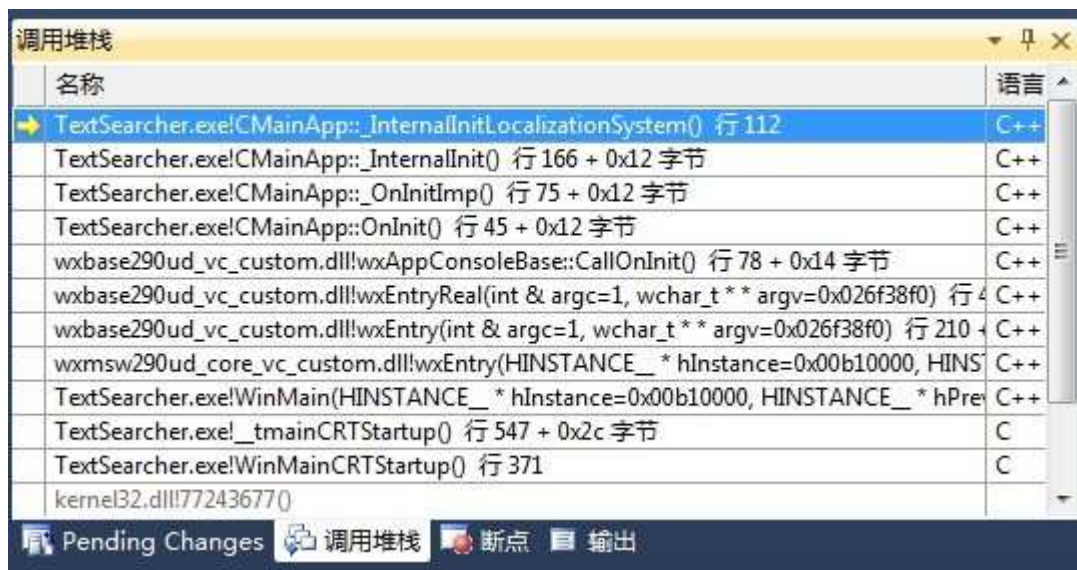 调用堆栈
名称 语言
TextSearcher.exe!CMainApp::_InternalInitLocalizationSystem() 行 112 C++
TextSearcher.exe!CMainApp::_InternalInit() 行 166 + 0x12 字节 C++
TextSearcher.exe!CMainApp::_OnInitImp() 行 75 + 0x12 字节 C++
TextSearcher.exe!CMainApp::OnInit() 行 45 + 0x12 字节 C++
wxbase290ud_vc_custom.dll!wxAppConsoleBase::CallOnInit() 行 78 + 0x14 字节 C++
wxbase290ud_vc_custom.dll!wxEntryReal(int & argc=1, wchar_t * * argv=0x026f38f0) 行 4 C++
wxbase290ud_vc_custom.dll!wxEntry(int & argc=1, wchar_t * * argv=0x026f38f0) 行 210 + C++
wxmsw290ud_core_vc_custom.dll!wxEntry(HINSTANCE__ * hInstance=0x00b10000, HINS C++
TextSearcher.exe!WinMain(HINSTANCE__ * hInstance=0x00b10000, HINSTANCE__ * hPre C++
TextSearcher.exe!__tmainCRTStartup() 行 547 + 0x2c 字节 C
TextSearcher.exe!WinMainCRTStartup() 行 371 C
kernel32.dll!77243677()
Pending Changes 调用堆栈 断点 输出